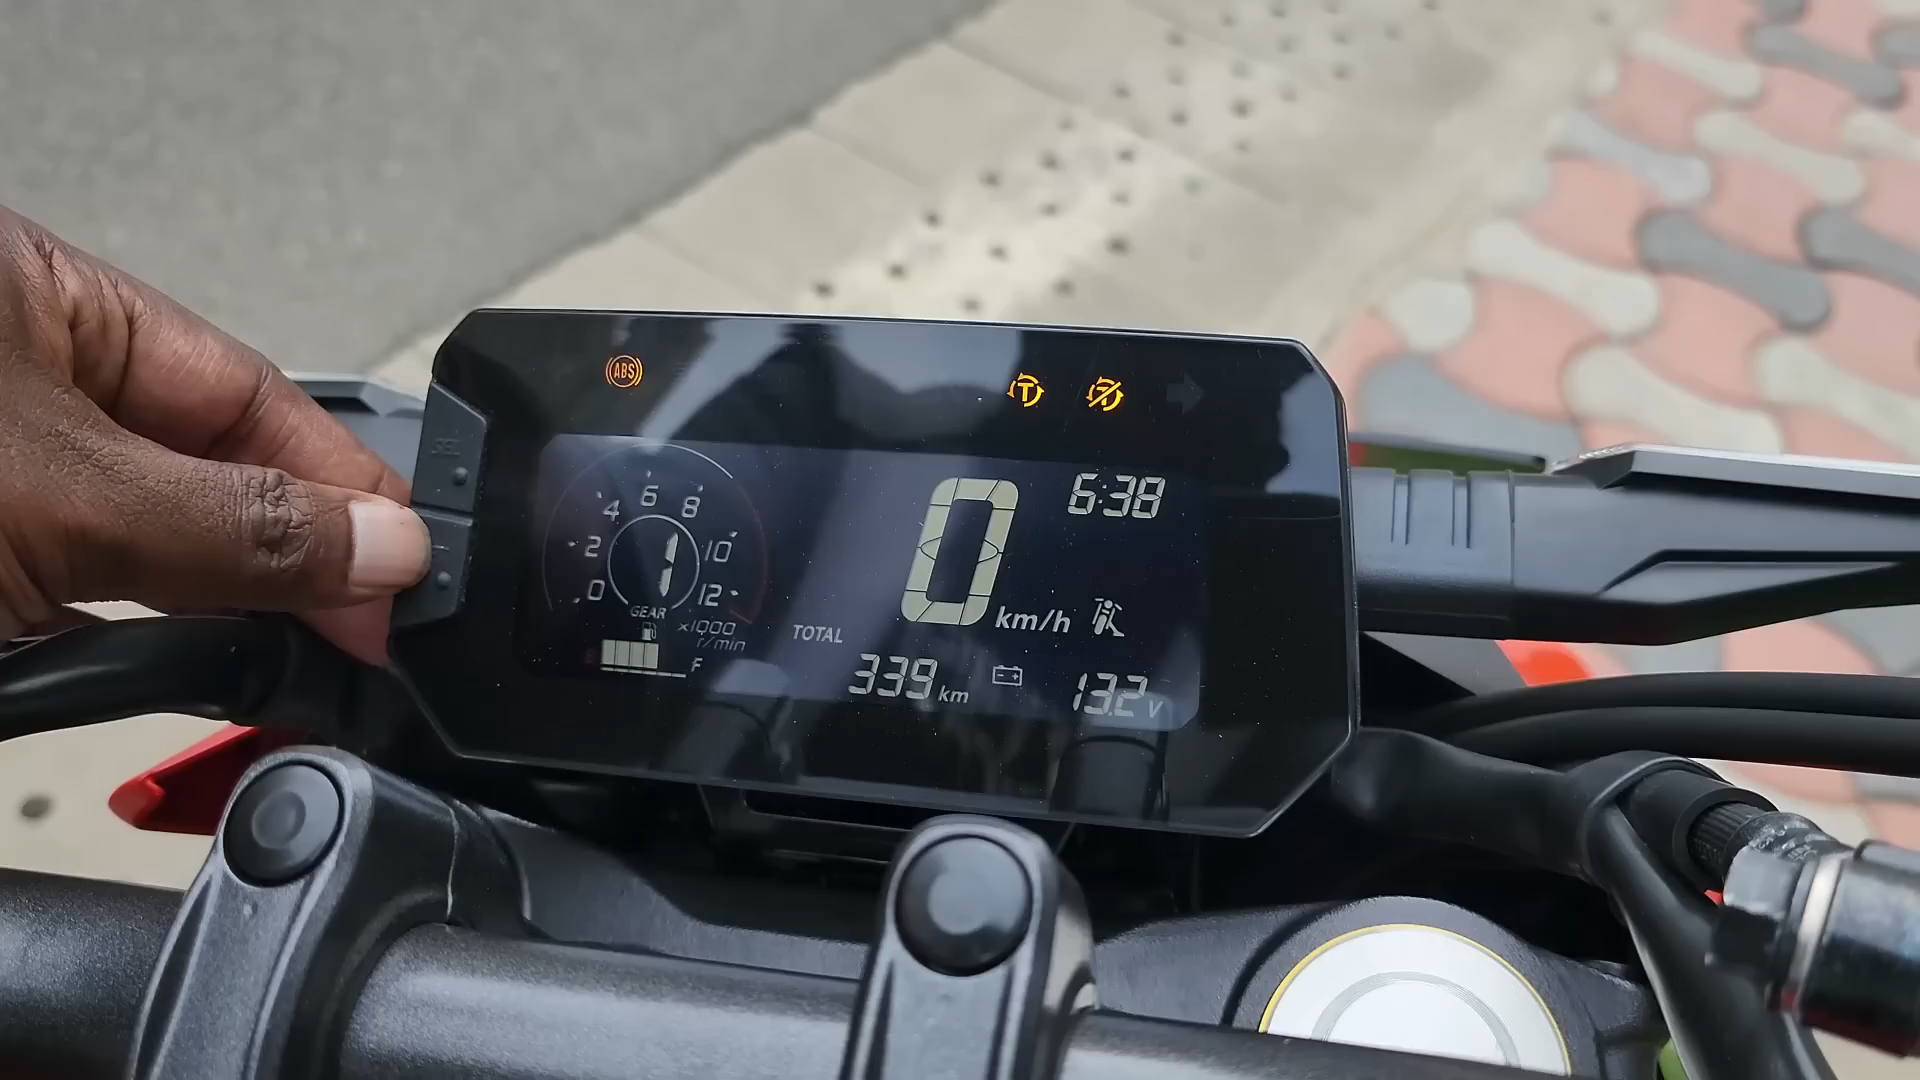 ABS
T
SEL
6:38
0
km/h
0 2 4 6 8 10 12
1
GEAR
x1000
r/min
F
TOTAL
339 km
13.2 V